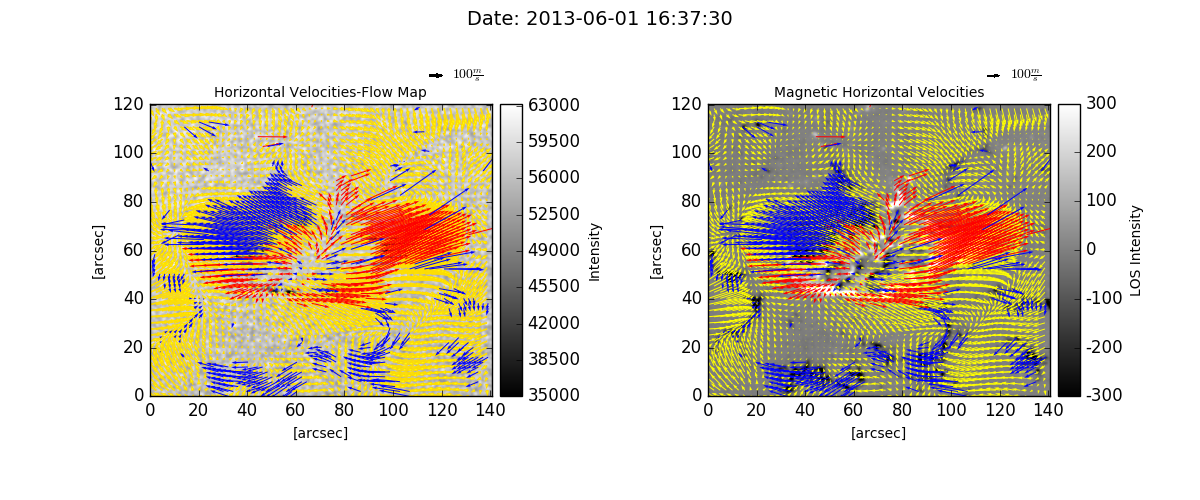 Date: 2013-06-01 16:37:30
100 m/s
Horizontal Velocities-Flow Map
120
100
80
60
40
20
0
[arcsec]
0 20 40 60 80 100 120 140
[arcsec]
63000
59500
56000
52500
49000
45500
42000
38500
35000
Intensity
100 m/s
Magnetic Horizontal Velocities
120
100
80
60
40
20
0
[arcsec]
0 20 40 60 80 100 120 140
[arcsec]
300
200
100
0
-100
-200
-300
LOS Intensity